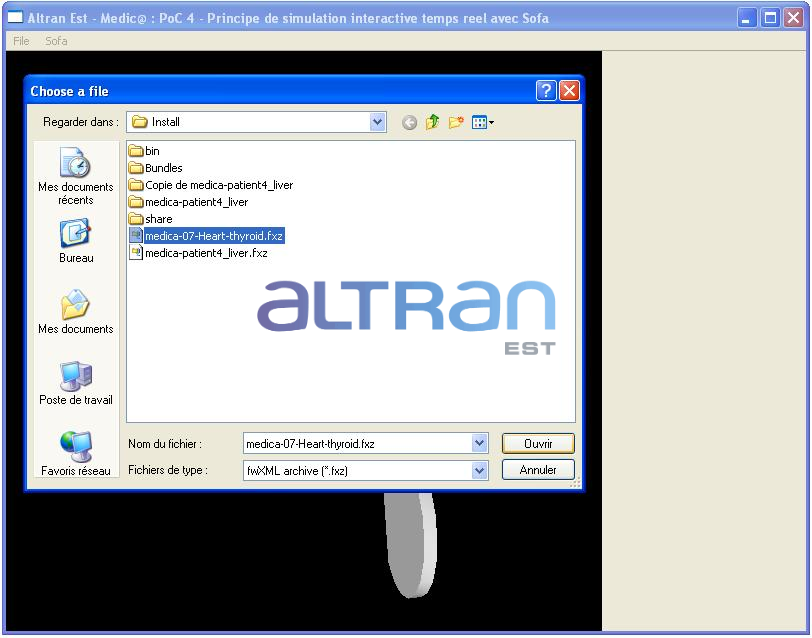 Altran Est - Medic@ : PoC 4 - Principe de simulation interactive temps reel avec Sofa
File Sofa
Choose a file
Regarder dans : Install
bin
Bundles
Copie de medica-patient4_liver
medica-patient4_liver
share
medica-07-Heart-thyroid.fxz
medica-patient4_liver.fxz
Mes documents
récents
Bureau
Mes documents
Poste de travail
Favoris réseau
ALTRAN
EST
Nom du fichier : medica-07-Heart-thyroid.fxz Ouvrir
Fichiers de type : fwXML archive (*.fxz) Annuler